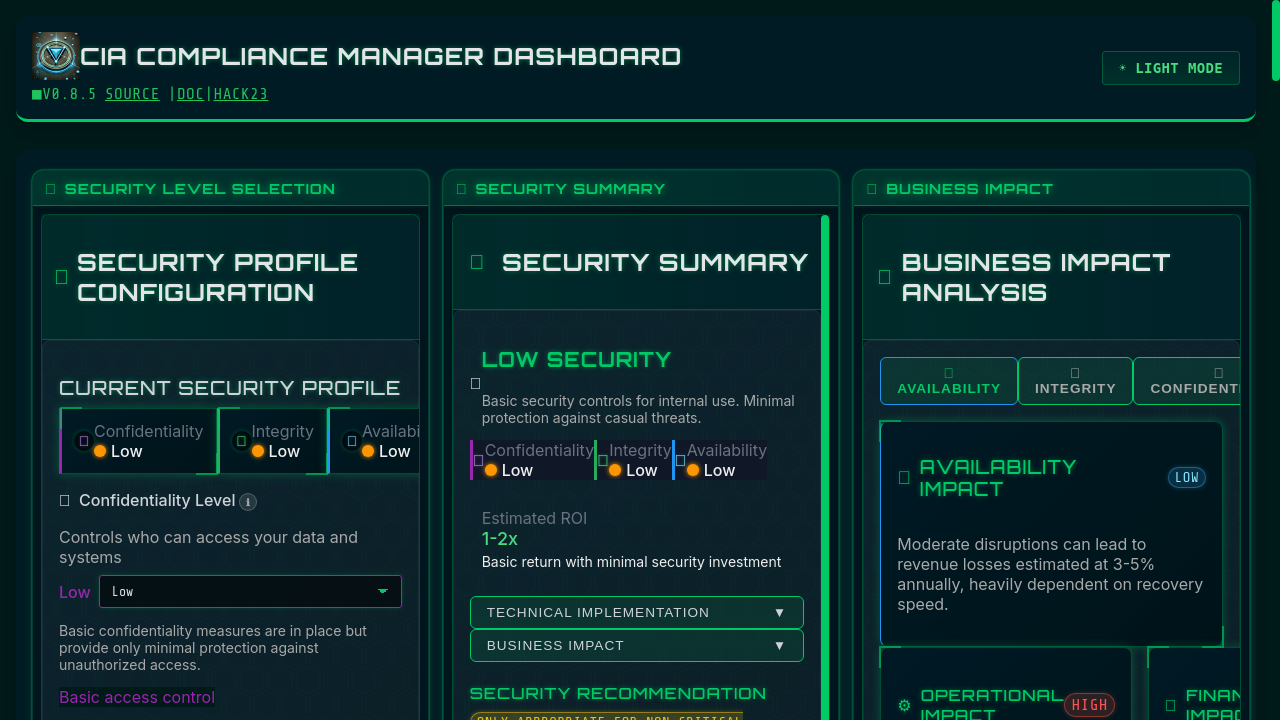 CIA COMPLIANCE MANAGER DASHBOARD
V0.8.5 SOURCE |DOC|HACK23
☀ LIGHT MODE
SECURITY LEVEL SELECTION
SECURITY PROFILE
CONFIGURATION
CURRENT SECURITY PROFILE
Confidentiality
Low
Integrity
Low
Availabi
Low
Confidentiality Level ℹ
Controls who can access your data and
systems
Low Low
Basic confidentiality measures are in place but
provide only minimal protection against
unauthorized access.
Basic access control
SECURITY SUMMARY
SECURITY SUMMARY
LOW SECURITY
Basic security controls for internal use. Minimal
protection against casual threats.
Confidentiality
Low
Integrity
Low
Availability
Low
Estimated ROI
1-2x
Basic return with minimal security investment
TECHNICAL IMPLEMENTATION ▼
BUSINESS IMPACT ▼
SECURITY RECOMMENDATION
ONLY APPROPRIATE FOR NON-CRITICAL
BUSINESS IMPACT
BUSINESS IMPACT
ANALYSIS
AVAILABILITY
INTEGRITY
CONFIDENTI
AVAILABILITY
IMPACT
LOW
Moderate disruptions can lead to
revenue losses estimated at 3-5%
annually, heavily dependent on recovery
speed.
⚙ OPERATIONAL
IMPACT
HIGH
FINAN
IMPAC